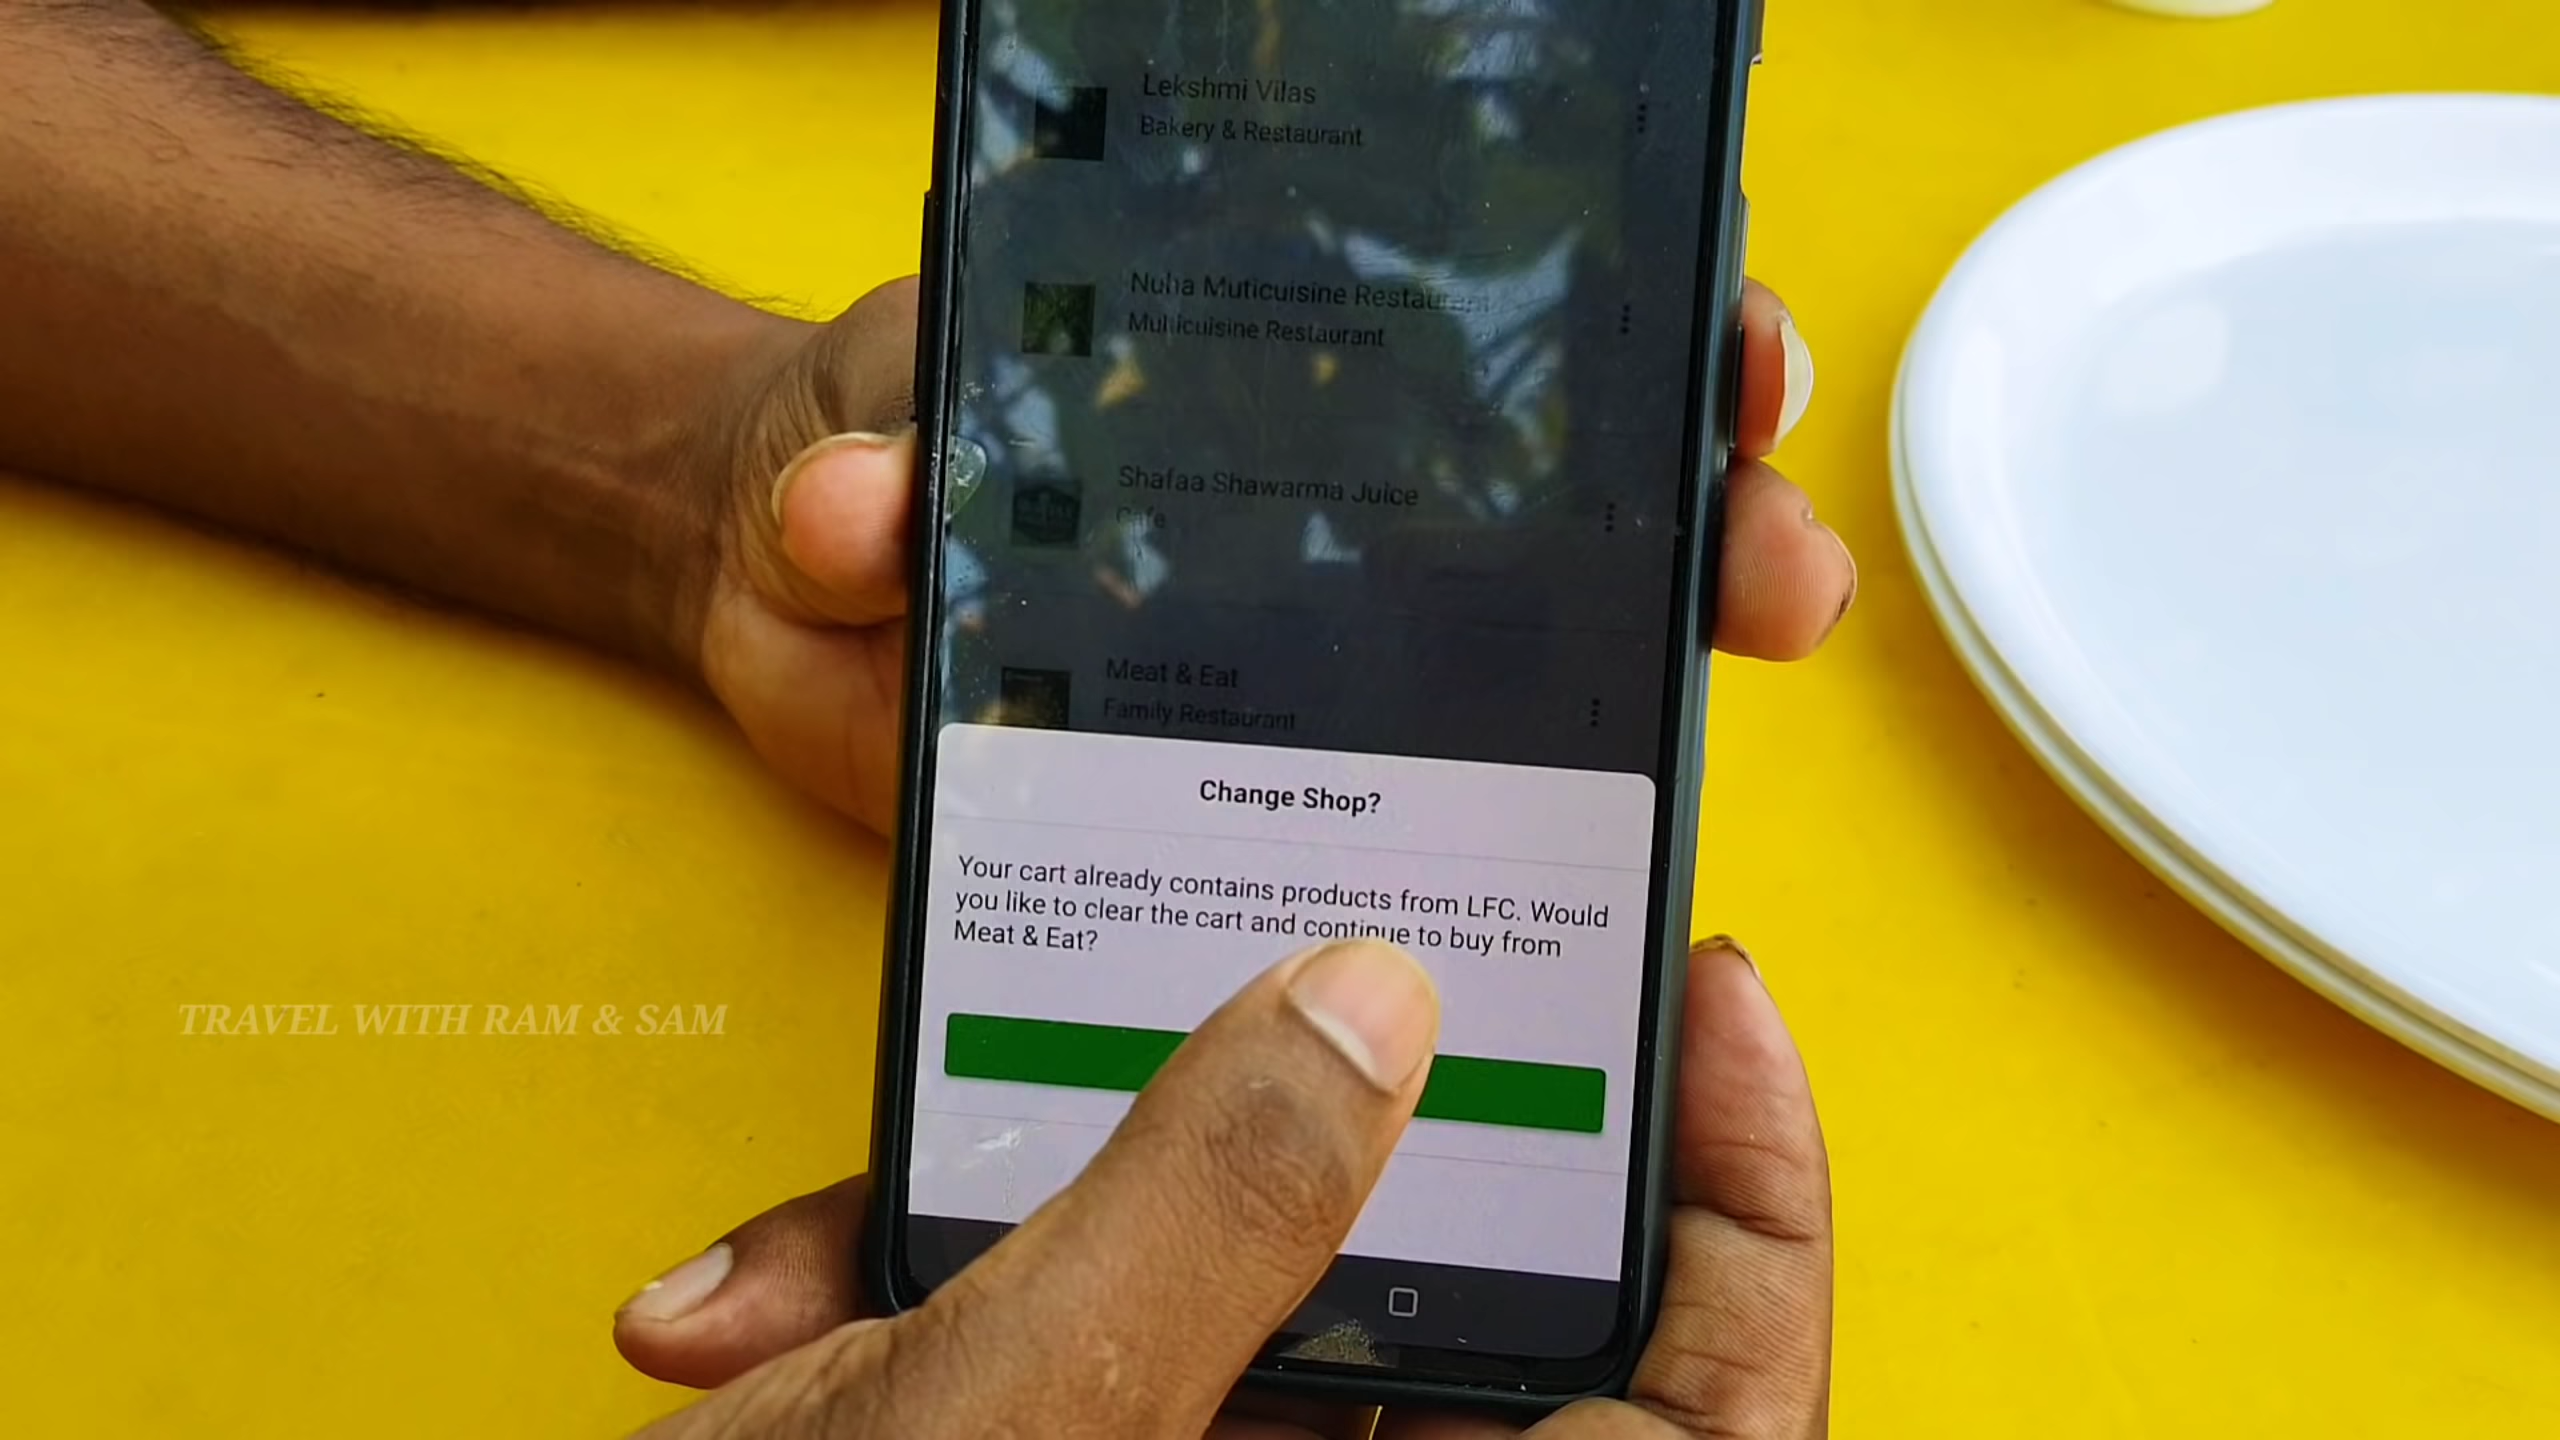 Lekshmi Vilas
Bakery & Restaurant
Nuha Muticuisine Restaurant
Multicuisine Restaurant
Shafaa Shawarma Juice
Cafe
Meat & Eat
Family Restaurant
Change Shop?
Your cart already contains products from LFC. Would
you like to clear the cart and continue to buy from
Meat & Eat?
TRAVEL WITH RAM & SAM